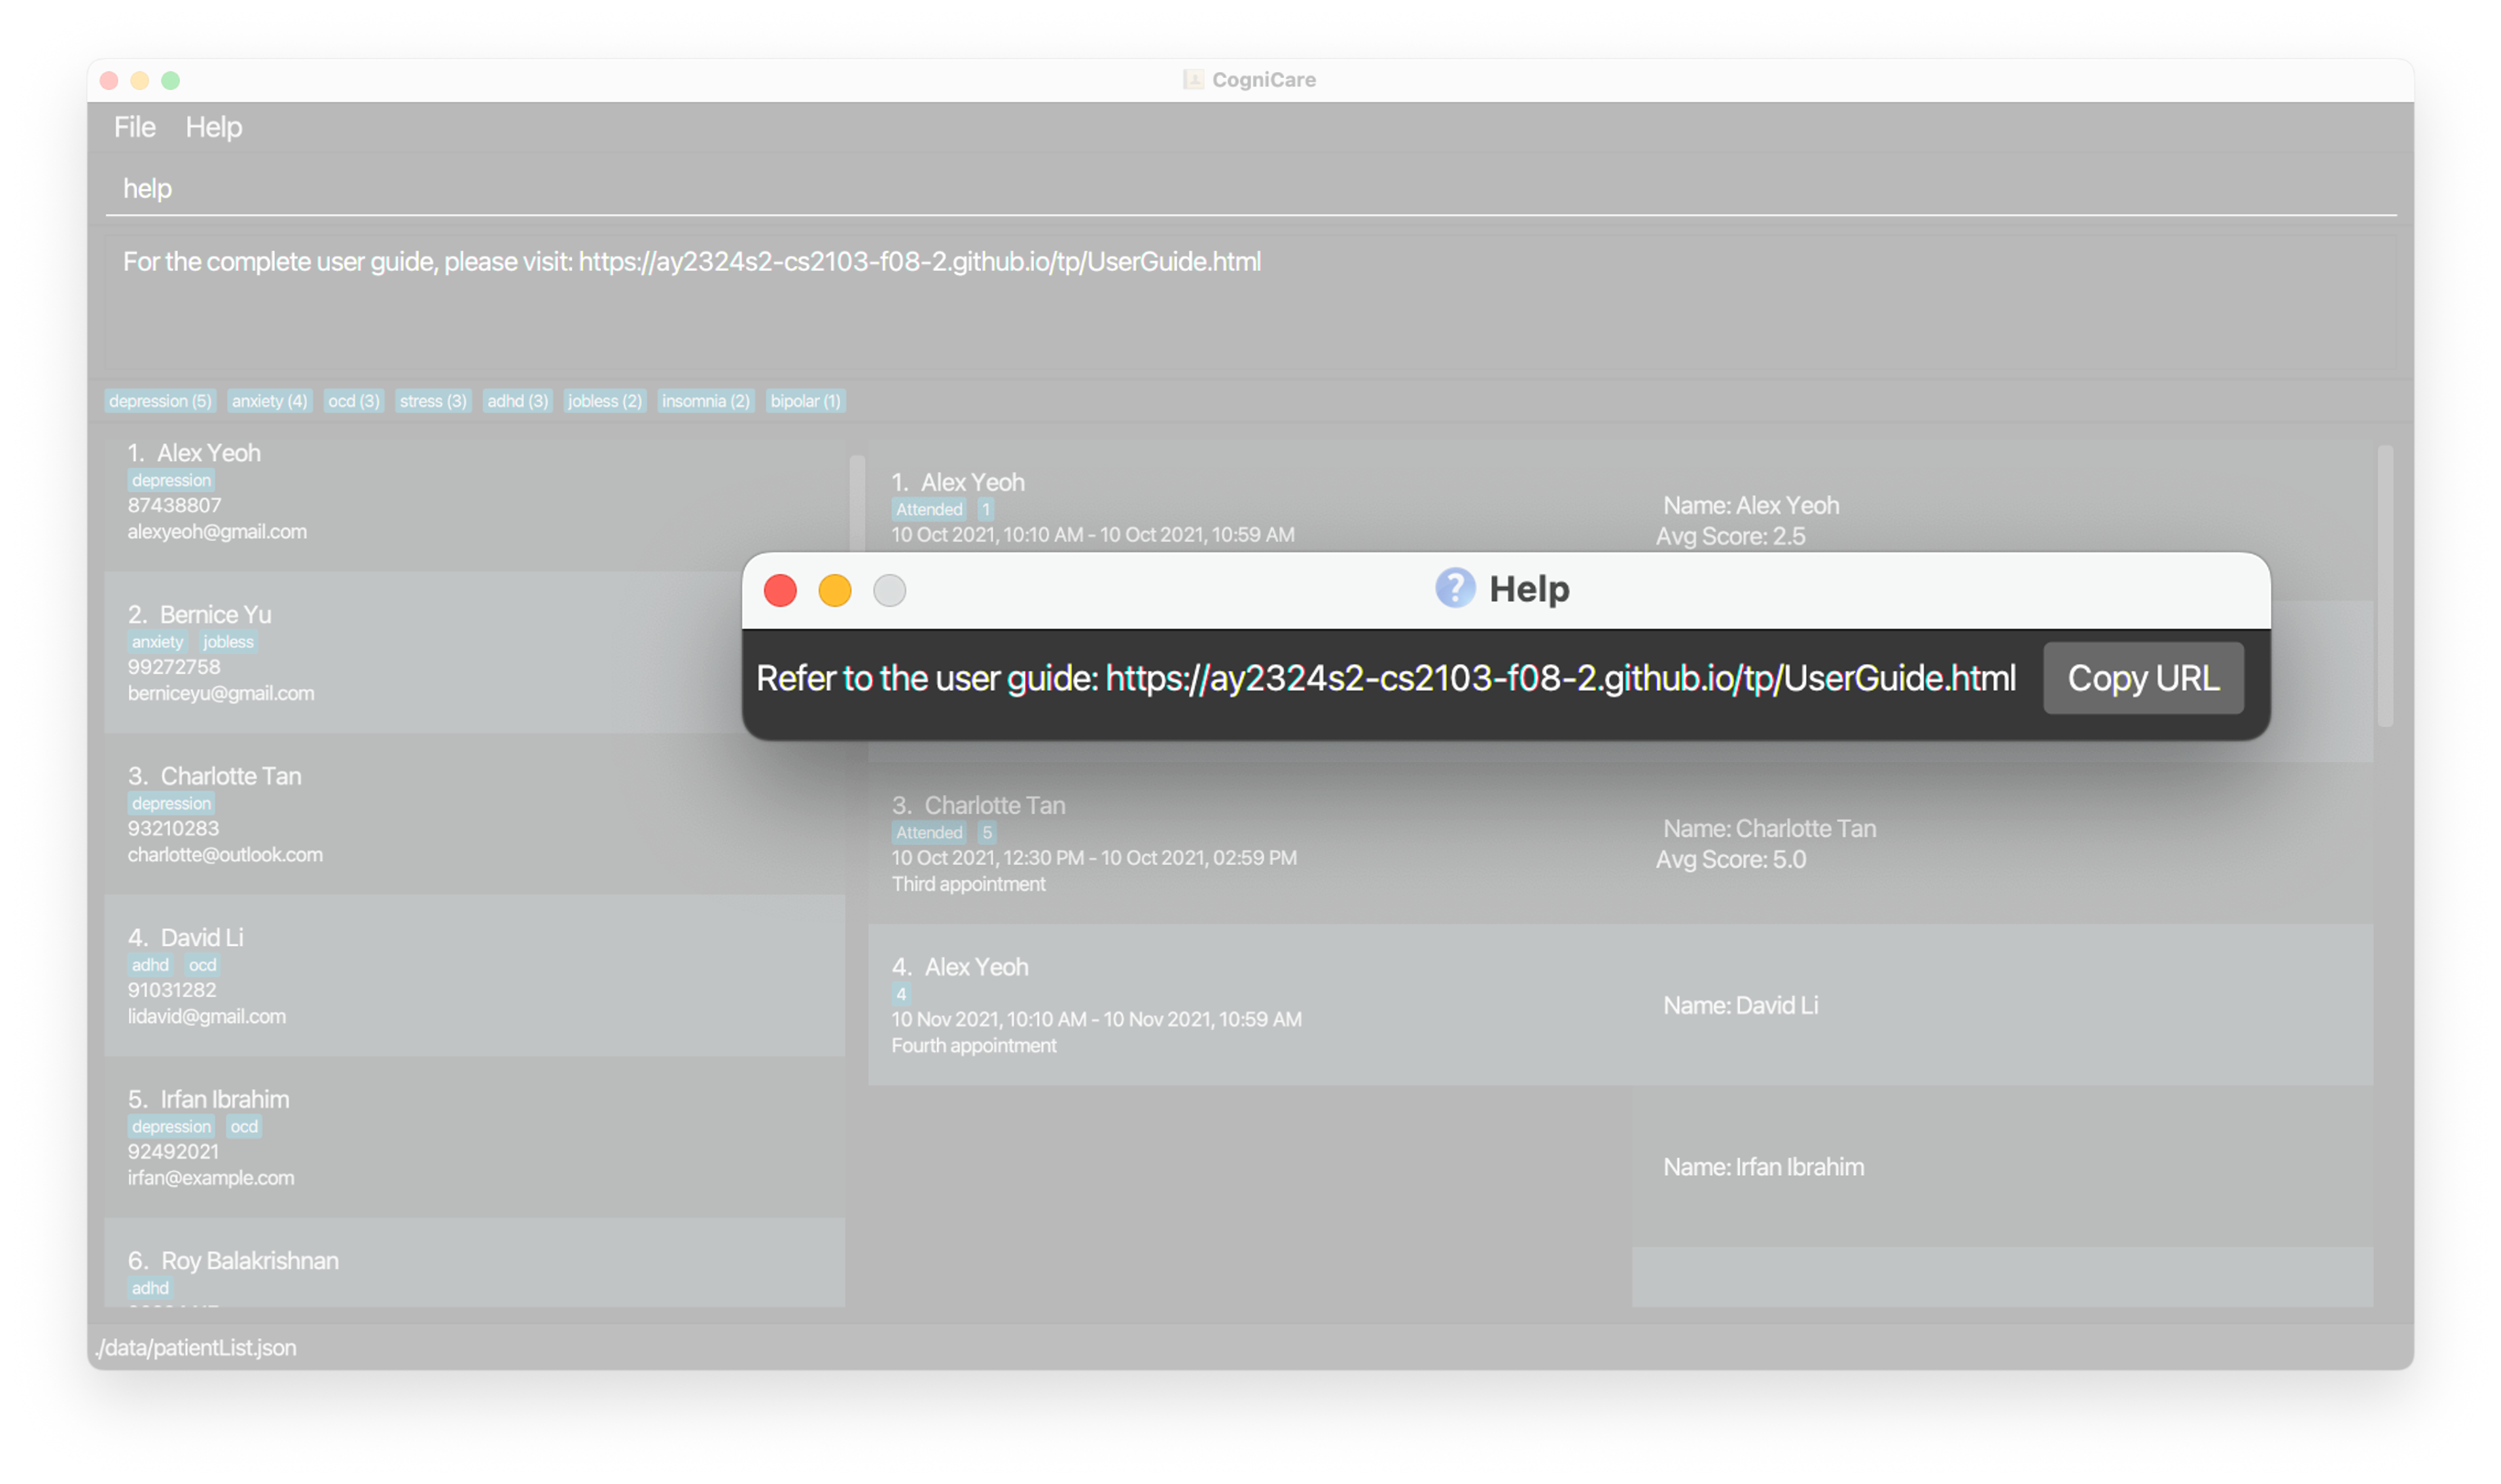 CogniCare
File Help
help
For the complete user guide, please visit: https://ay2324s2-cs2103-f08-2.github.io/tp/UserGuide.html
depression (5) anxiety (4) ocd (3) stress (3) adhd (3) jobless (2) insomnia (2) bipolar (1)
1. Alex Yeoh
depression
87438807
alexyeoh@gmail.com
2. Bernice Yu
anxiety jobless
99272758
berniceyu@gmail.com
3. Charlotte Tan
depression
93210283
charlotte@outlook.com
4. David Li
adhd ocd
91031282
lidavid@gmail.com
5. Irfan Ibrahim
depression ocd
92492021
irfan@example.com
6. Roy Balakrishnan
adhd
1. Alex Yeoh
Attended 1
10 Oct 2021, 10:10 AM - 10 Oct 2021, 10:59 AM
3. Charlotte Tan
Attended 5
10 Oct 2021, 12:30 PM - 10 Oct 2021, 02:59 PM
Third appointment
4. Alex Yeoh
4
10 Nov 2021, 10:10 AM - 10 Nov 2021, 10:59 AM
Fourth appointment
Name: Alex Yeoh
Avg Score: 2.5
Name: Charlotte Tan
Avg Score: 5.0
Name: David Li
Name: Irfan Ibrahim
Help
Refer to the user guide: https://ay2324s2-cs2103-f08-2.github.io/tp/UserGuide.html
Copy URL
./data/patientList.json